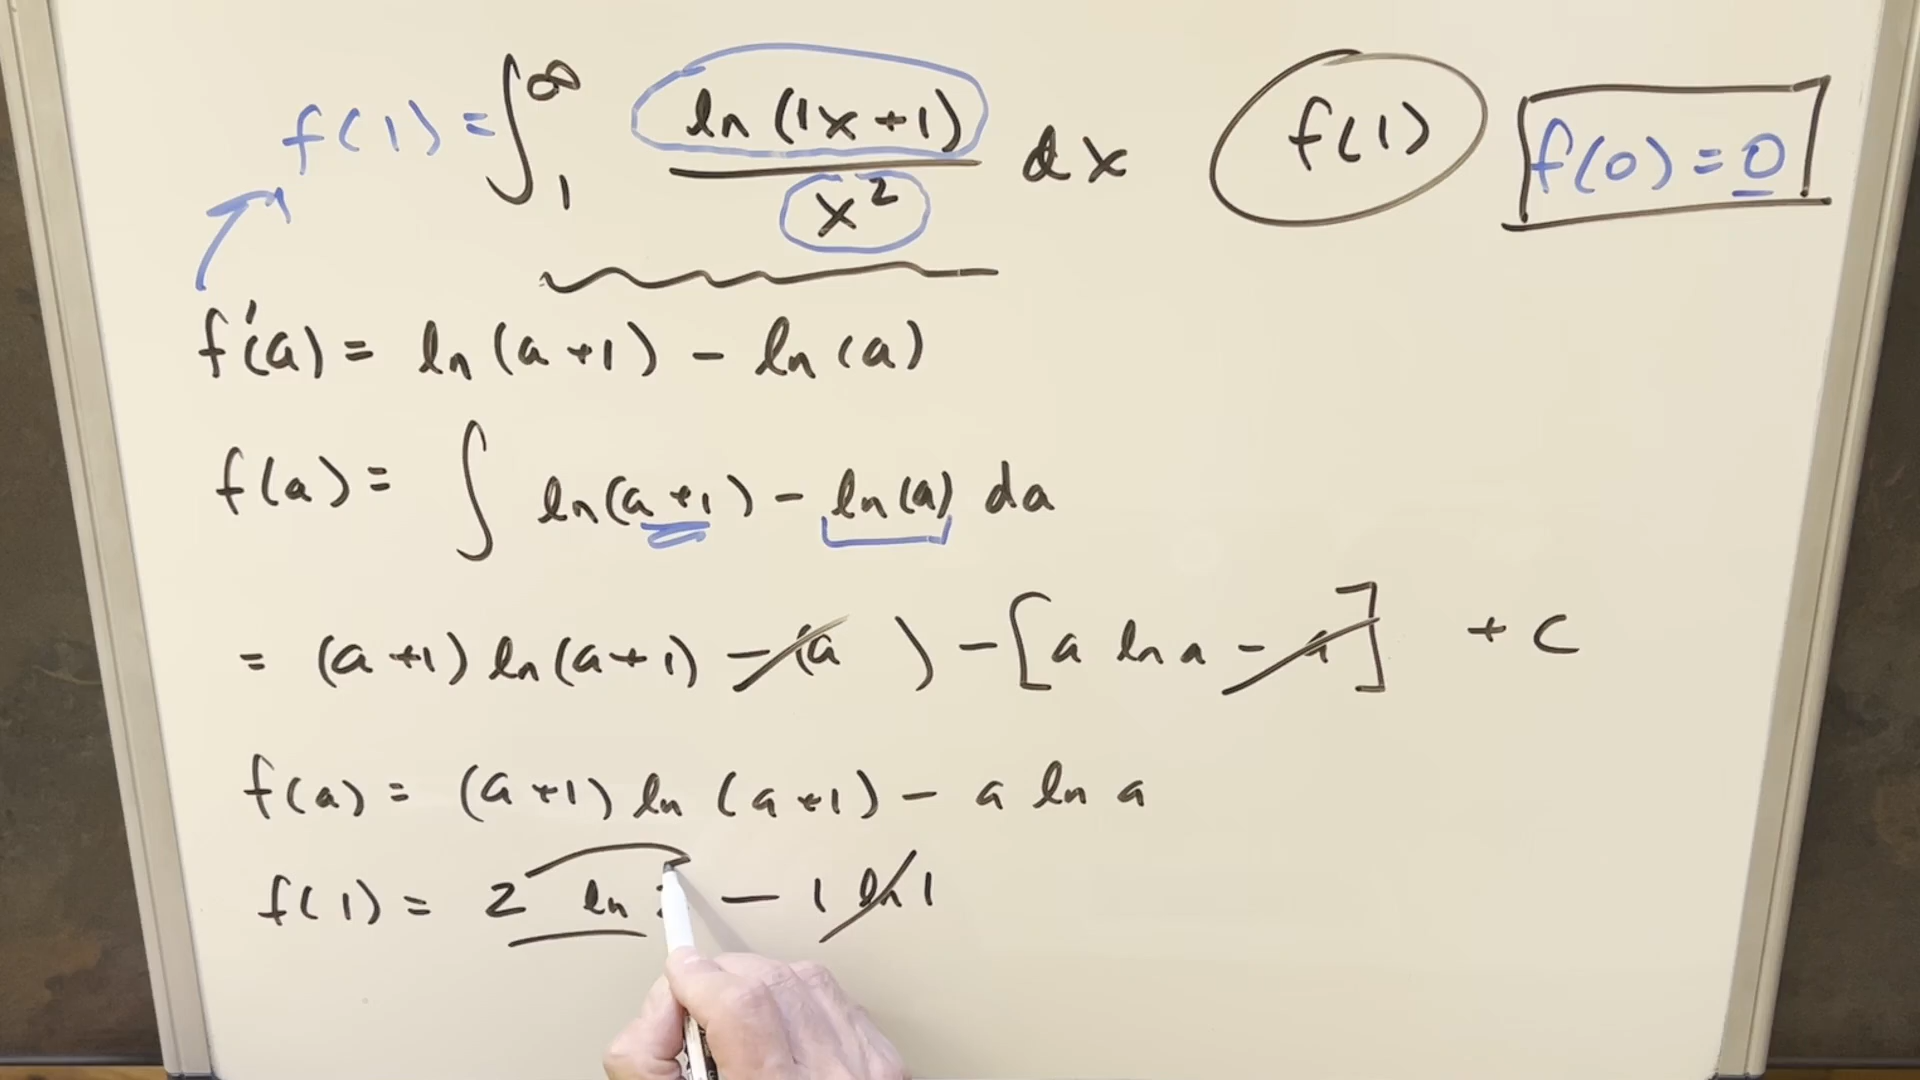 f(1) = ∫₁^∞ ln(1x+1) / x² dx f(1) f(0) = 0
f'(a) = ln(a+1) - ln(a)
f(a) = ∫ ln(a+1) - ln(a) da
= (a+1) ln(a+1) - (a ) - [a ln a - a] + C
f(a) = (a+1) ln(a+1) - a ln a
f(1) = 2 ln - 1 ln 1